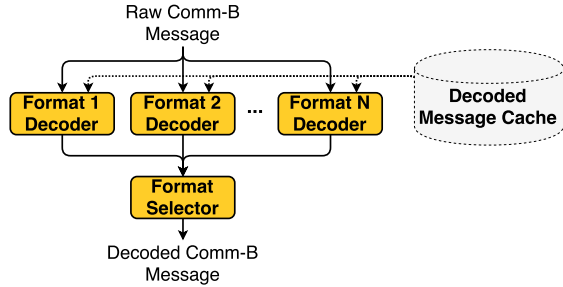 Raw Comm-B
Message
Format 1
Decoder
Format 2
Decoder
...
Format N
Decoder
Decoded
Message Cache
Format
Selector
Decoded Comm-B
Message